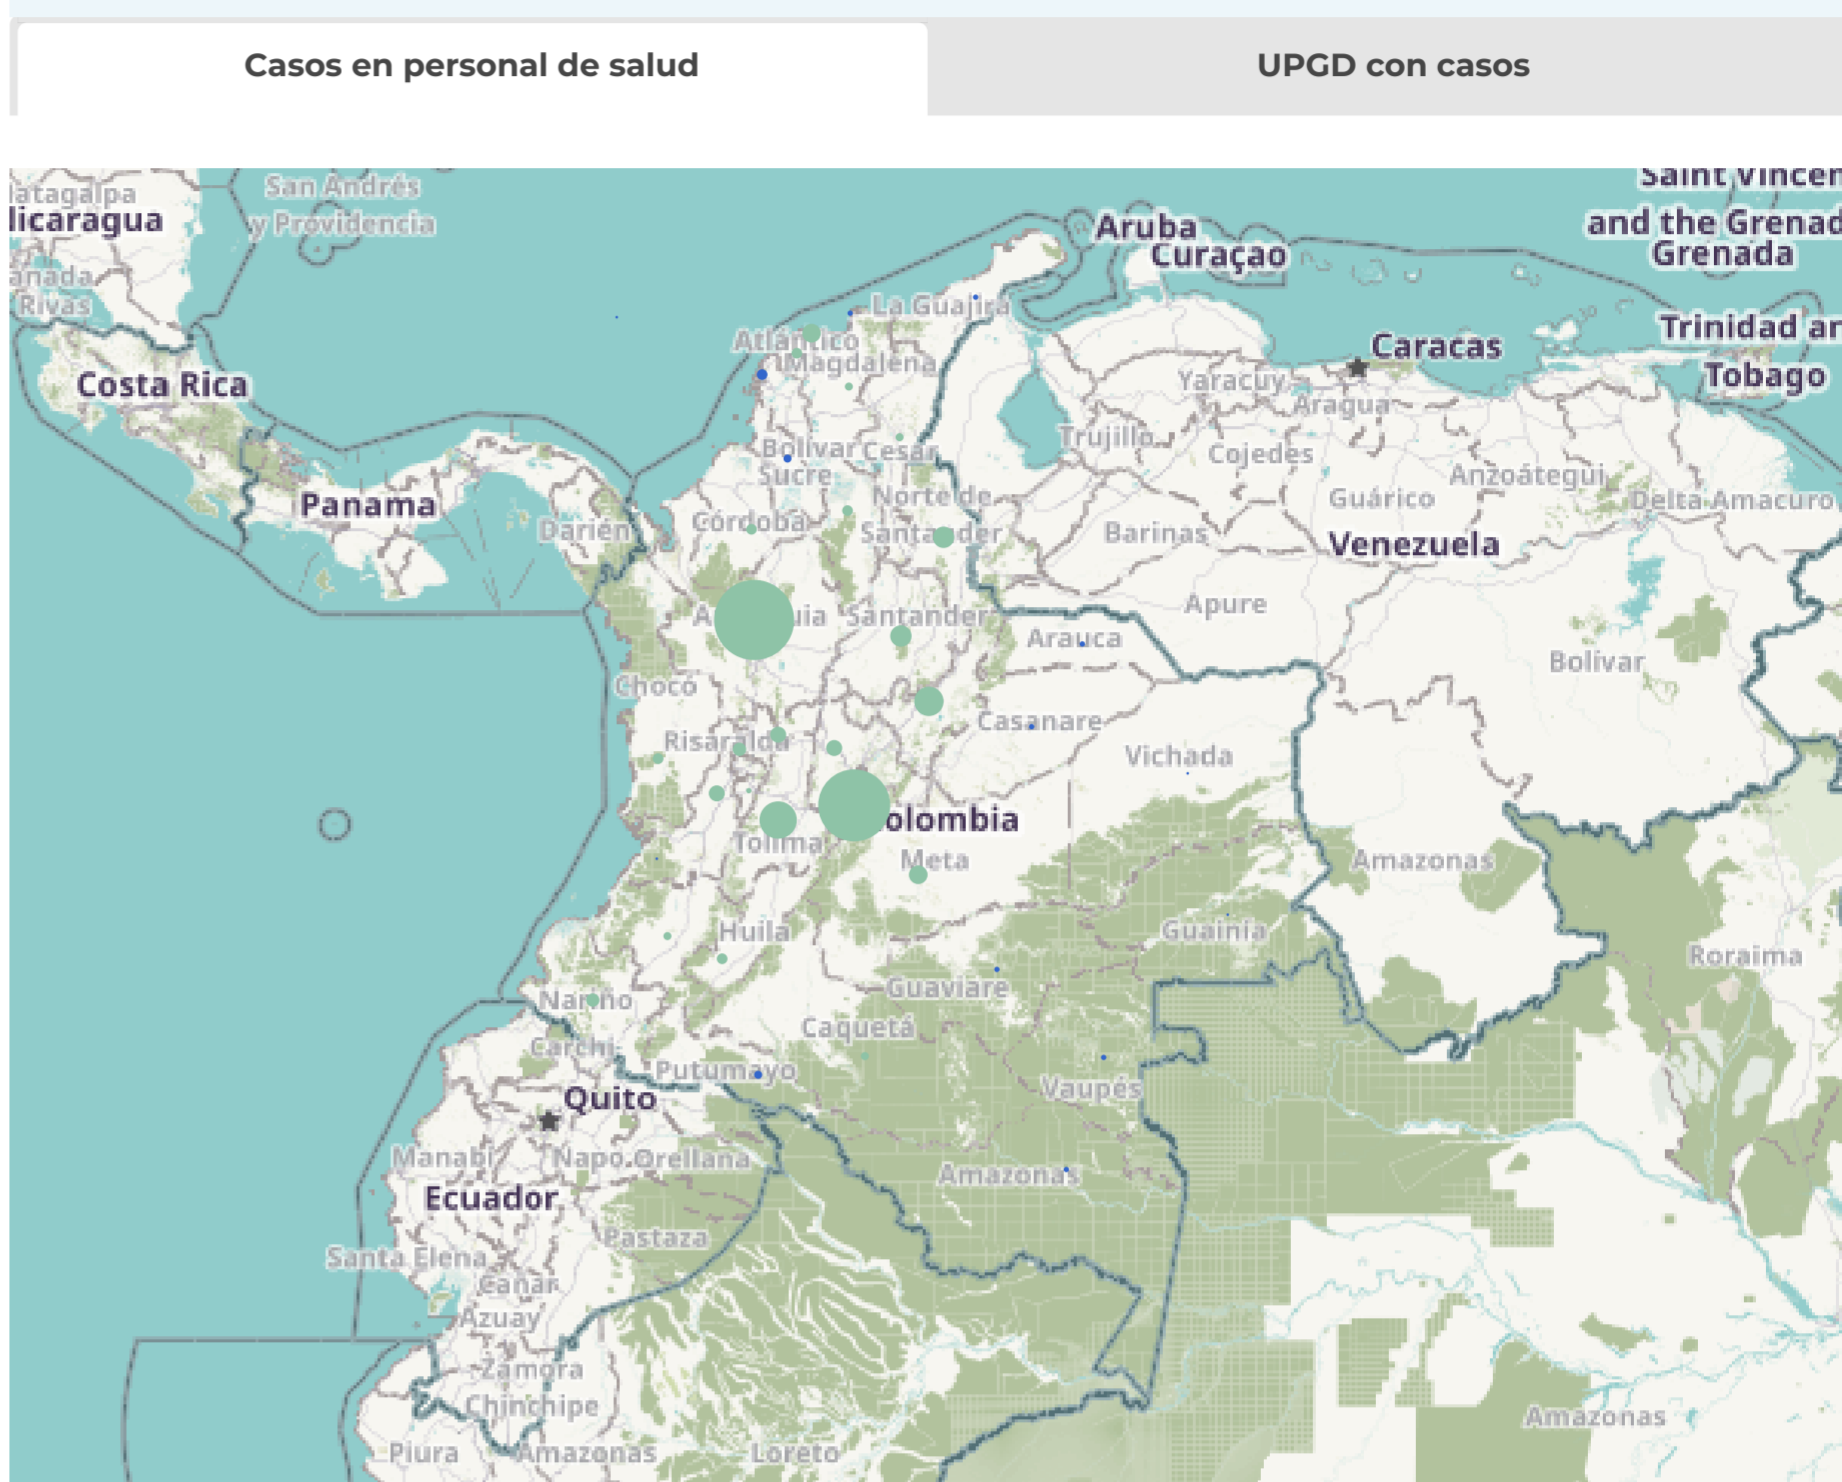 Casos en personal de salud
UPGD con casos
San Andrés
y Providencia
Rivas
Costa Rica
Panama
Darién
Aruba
Curaçao
La Guajira
Atlántico
Magdalena
Bolívar
Cesar
Sucre
Norte de
Santander
Córdoba
Santander
Chocó
Risaralda
Arauca
Casanare
Vichada
Tolima
Meta
Huila
Guainía
Guaviare
Nariño
Caquetá
Putumayo
Vaupés
Amazonas
Saint Vincen
and the Grenad
Grenada
Trinidad an
Tobago
Caracas
Yaracuy
Aragua
Trujillo
Cojedes
Anzoátegui
Guárico
Delta Amacuro
Barinas
Venezuela
Apure
Bolívar
Amazonas
Roraima
Carchi
Quito
Manabí
Napo
Orellana
Ecuador
Pastaza
Santa Elena
Cañar
Azuay
Zamora
Chinchipe
Piura
Amazonas
Loreto
Amazonas